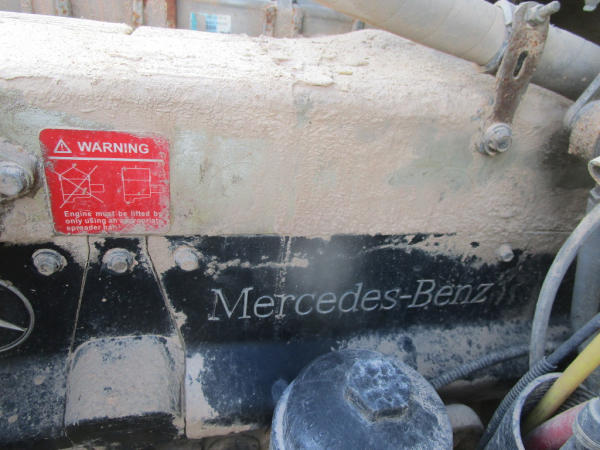 WARNING
Engine must be lifted by
only using an appropriate
spreader bar.
Mercedes-Benz